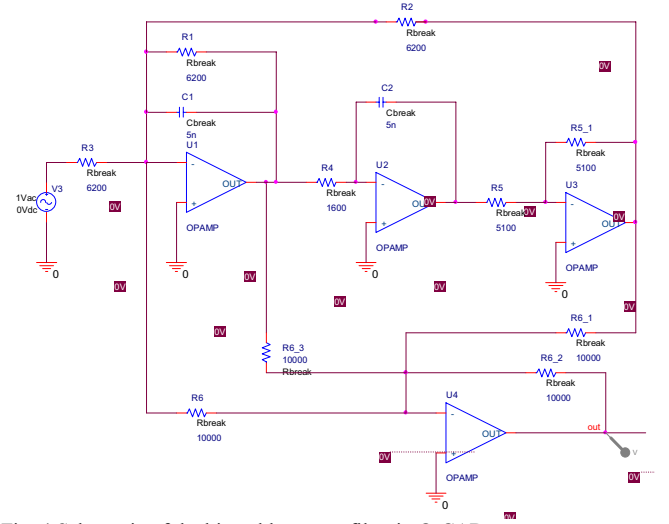 R2
Rbreak
6200
0V
R1
Rbreak
6200
C1
Cbreak
5n
C2
Cbreak
5n
R5_1
Rbreak
5100
U1
OUT
OPAMP
R3
Rbreak
6200
V3
1Vac
0Vdc
0V
R4
Rbreak
1600
U2
0V
OPAMP
R5
Rbreak
5100
0V
U3
OUT
0V
OPAMP
0
0
0
0
0V
0V
0V
0V
0V
0V
R6_3
10000
Rbreak
R6_1
Rbreak
10000
R6_2
Rbreak
10000
R6
Rbreak
10000
U4
OUT
OPAMP
out
V
0V
0V
0
0V